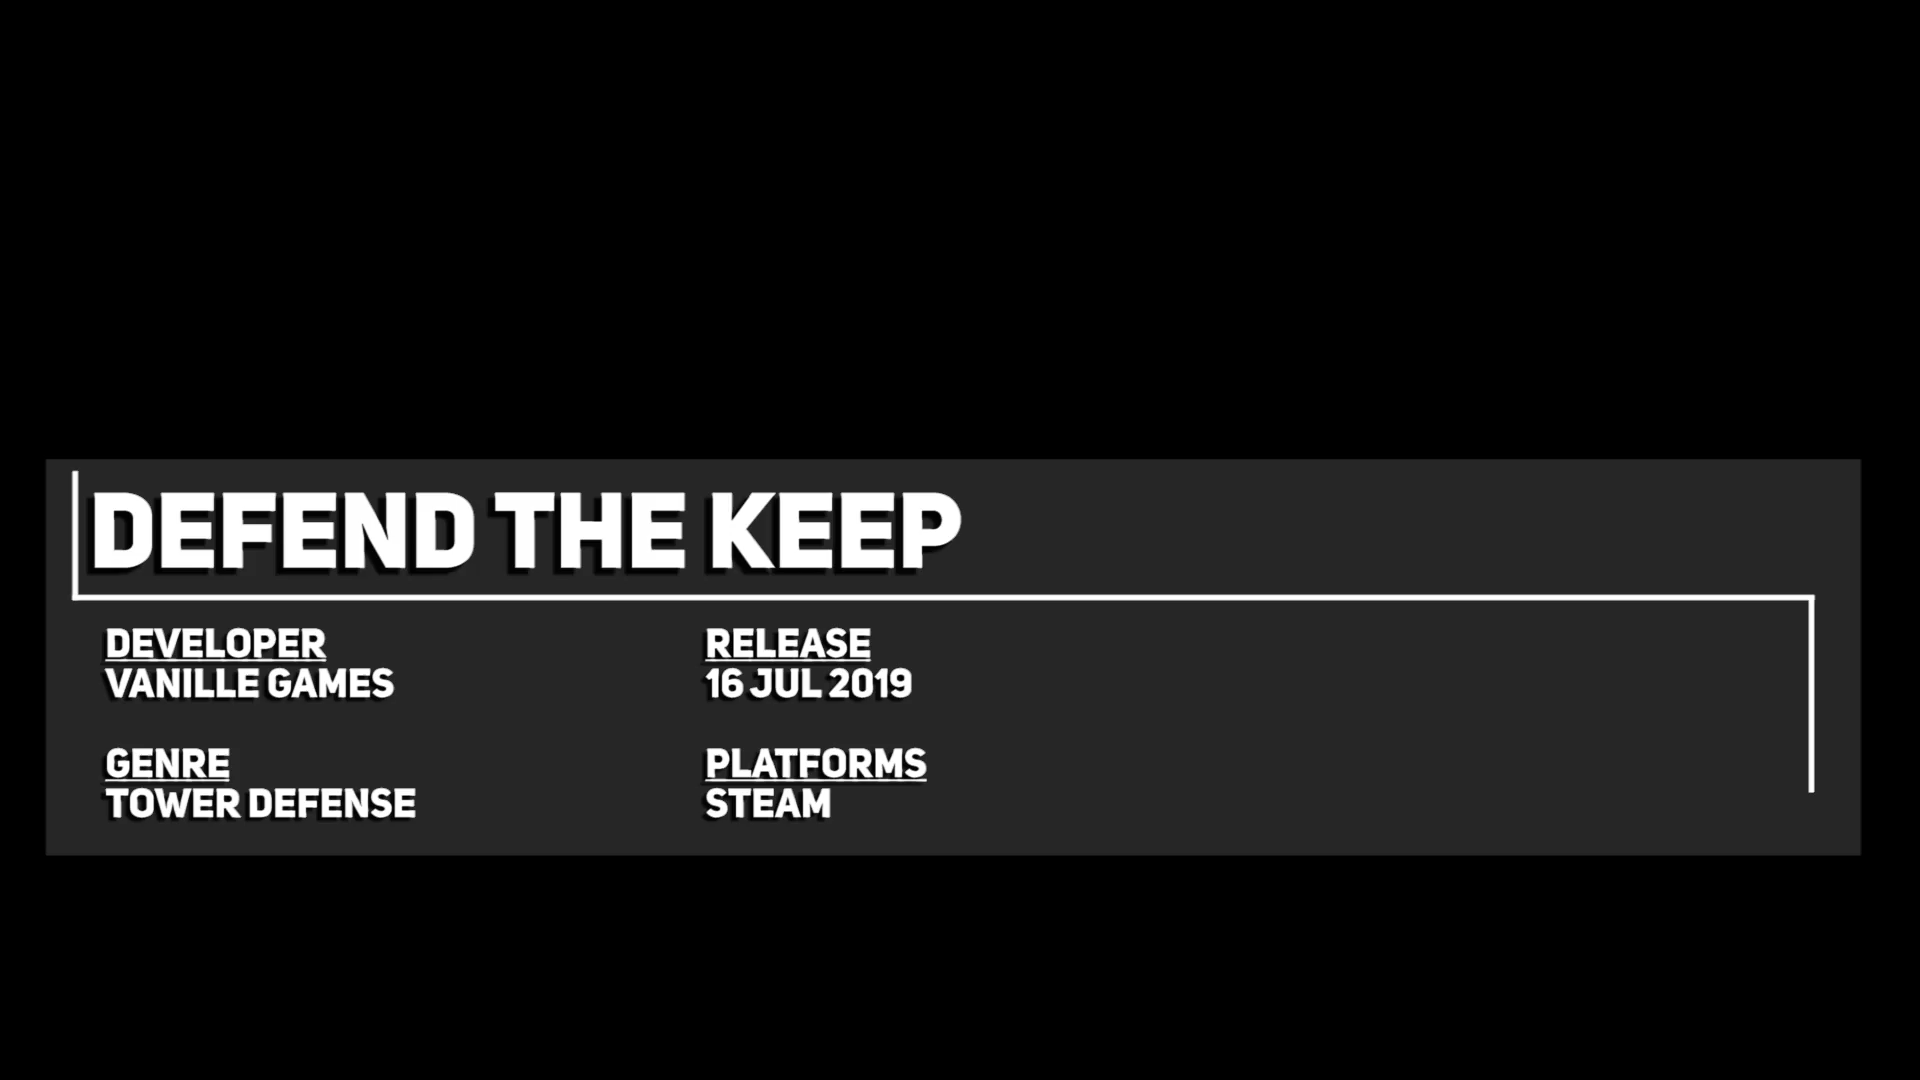 DEFEND THE KEEP
DEVELOPER
VANILLE GAMES
RELEASE
16 JUL 2019
GENRE
TOWER DEFENSE
PLATFORMS
STEAM